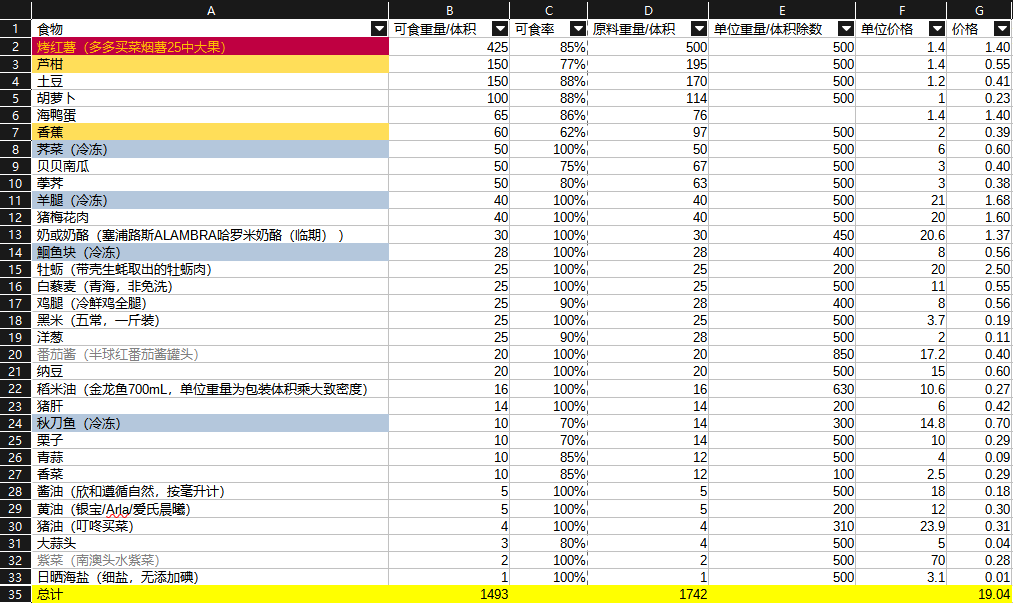 A B C D E F G
1 食物 可食重量/体积 可食率 原料重量/体积 单位重量/体积除数 单位价格 价格
2 烤红薯（多多买菜烟薯25中大果） 425 85% 500 500 1.4 1.40
3 芦柑 150 77% 195 500 1.4 0.55
4 土豆 150 88% 170 500 1.2 0.41
5 胡萝卜 100 88% 114 500 1 0.23
6 海鸭蛋 65 86% 76 1.4 1.40
7 香蕉 60 62% 97 500 2 0.39
8 荠菜（冷冻） 50 100% 50 500 6 0.60
9 贝贝南瓜 50 75% 67 500 3 0.40
10 荸荠 50 80% 63 500 3 0.38
11 羊腿（冷冻） 40 100% 40 500 21 1.68
12 猪梅花肉 40 100% 40 500 20 1.60
13 奶或奶酪（塞浦路斯ALAMBRA哈罗米奶酪（临期） ） 30 100% 30 450 20.6 1.37
14 鮰鱼块（冷冻） 28 100% 28 400 8 0.56
15 牡蛎（带壳生蚝取出的牡蛎肉） 25 100% 25 200 20 2.50
16 白藜麦（青海，非免洗） 25 100% 25 500 11 0.55
17 鸡腿（冷鲜鸡全腿） 25 90% 28 400 8 0.56
18 黑米（五常，一斤装） 25 100% 25 500 3.7 0.19
19 洋葱 25 90% 28 500 2 0.11
20 番茄酱（半球红番茄酱罐头） 20 100% 20 850 17.2 0.40
21 纳豆 20 100% 20 500 15 0.60
22 稻米油（金龙鱼700mL，单位重量为包装体积乘大致密度） 16 100% 16 630 10.6 0.27
23 猪肝 14 100% 14 200 6 0.42
24 秋刀鱼（冷冻） 10 70% 14 300 14.8 0.70
25 栗子 10 70% 14 500 10 0.29
26 青蒜 10 85% 12 500 4 0.09
27 香菜 10 85% 12 100 2.5 0.29
28 酱油（欣和遵循自然，按毫升计） 5 100% 5 500 18 0.18
29 黄油（银宝/Arla/爱氏晨曦） 5 100% 5 200 12 0.30
30 猪油（叮咚买菜） 4 100% 4 310 23.9 0.31
31 大蒜头 3 80% 4 500 5 0.04
32 紫菜（南澳头水紫菜） 2 100% 2 500 70 0.28
33 日晒海盐（细盐，无添加碘） 1 100% 1 500 3.1 0.01
35 总计 1493 1742 19.04